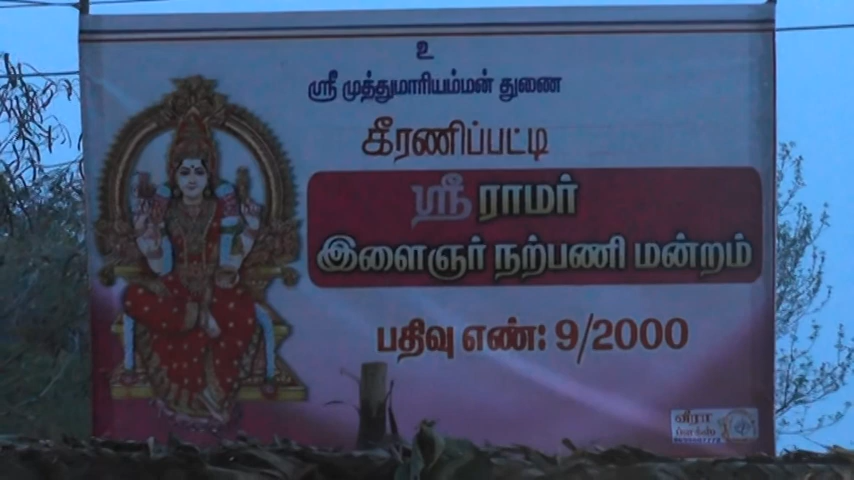 உ
ஸ்ரீ முத்துமாரியம்மன் துணை
கீரணிப்பட்டி
ஸ்ரீ ராமர்
இளைஞர் நற்பணி மன்றம்
பதிவு எண்: 9/2000
வீரா